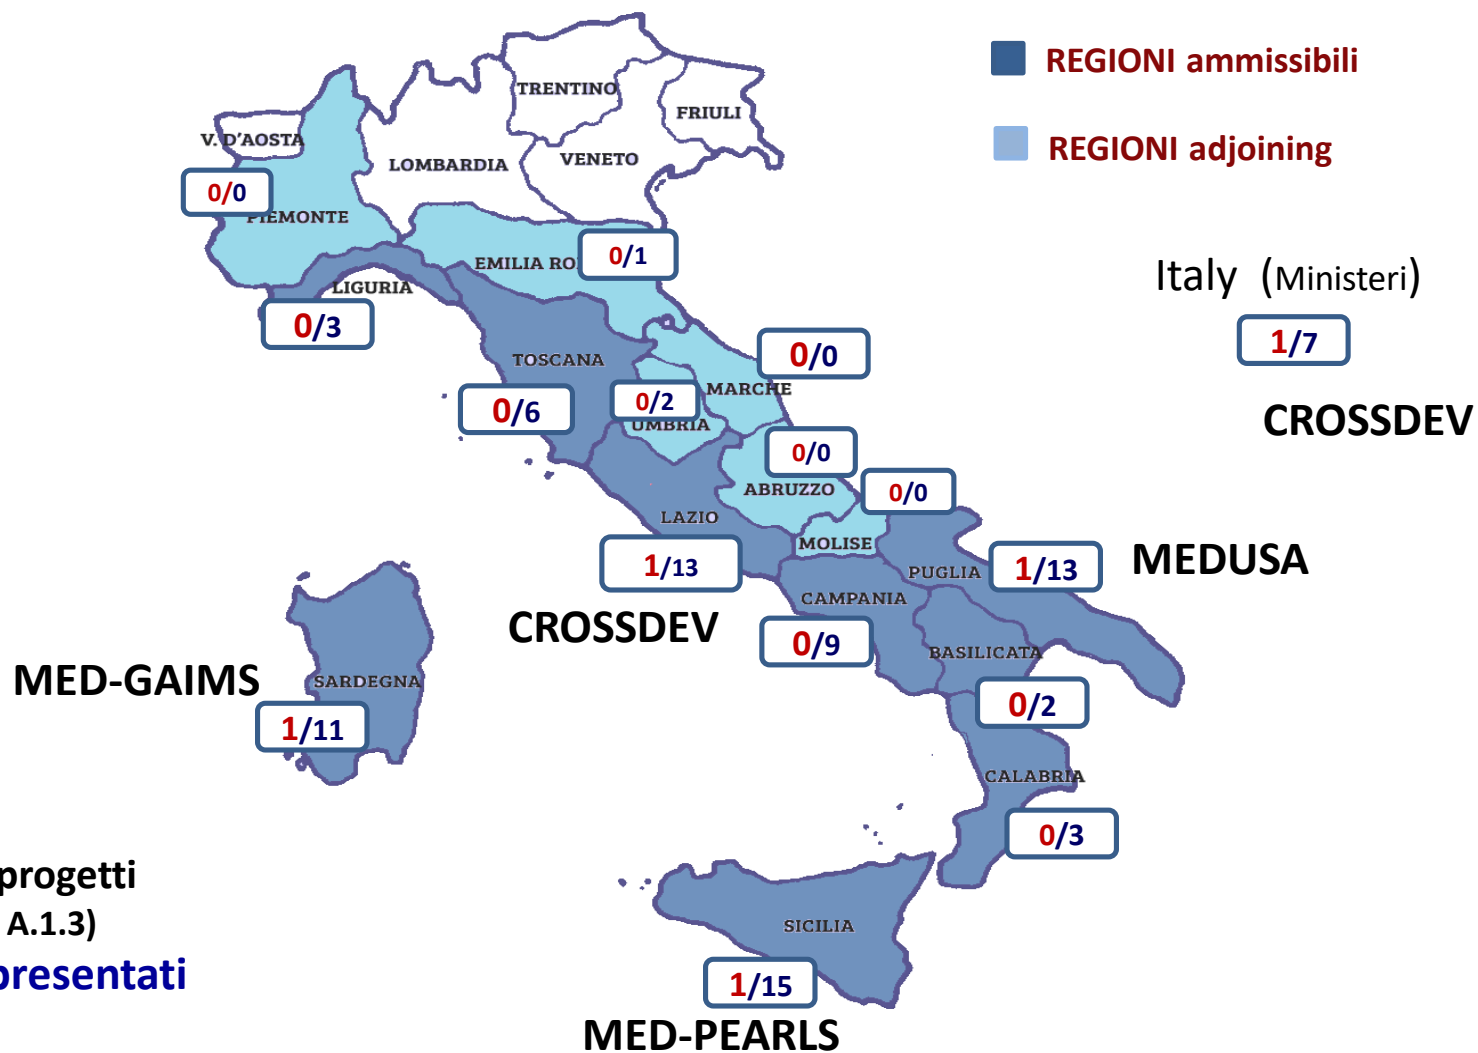 TRENTINO
FRIULI
V. D'AOSTA
LOMBARDIA
VENETO
REGIONI ammissibili
REGIONI adjoining
0/0
PIEMONTE
EMILIA RO
0/1
LIGURIA
0/3
Italy (Ministeri)
1/7
CROSSDEV
TOSCANA
0/6
0/0
MARCHE
0/2
UMBRIA
0/0
ABRUZZO
0/0
LAZIO
MOLISE
1/13
CROSSDEV
PUGLIA
1/13
MEDUSA
CAMPANIA
0/9
BASILICATA
0/2
MED-GAIMS
SARDEGNA
1/11
CALABRIA
0/3
progetti
A.1.3)
presentati
SICILIA
1/15
MED-PEARLS